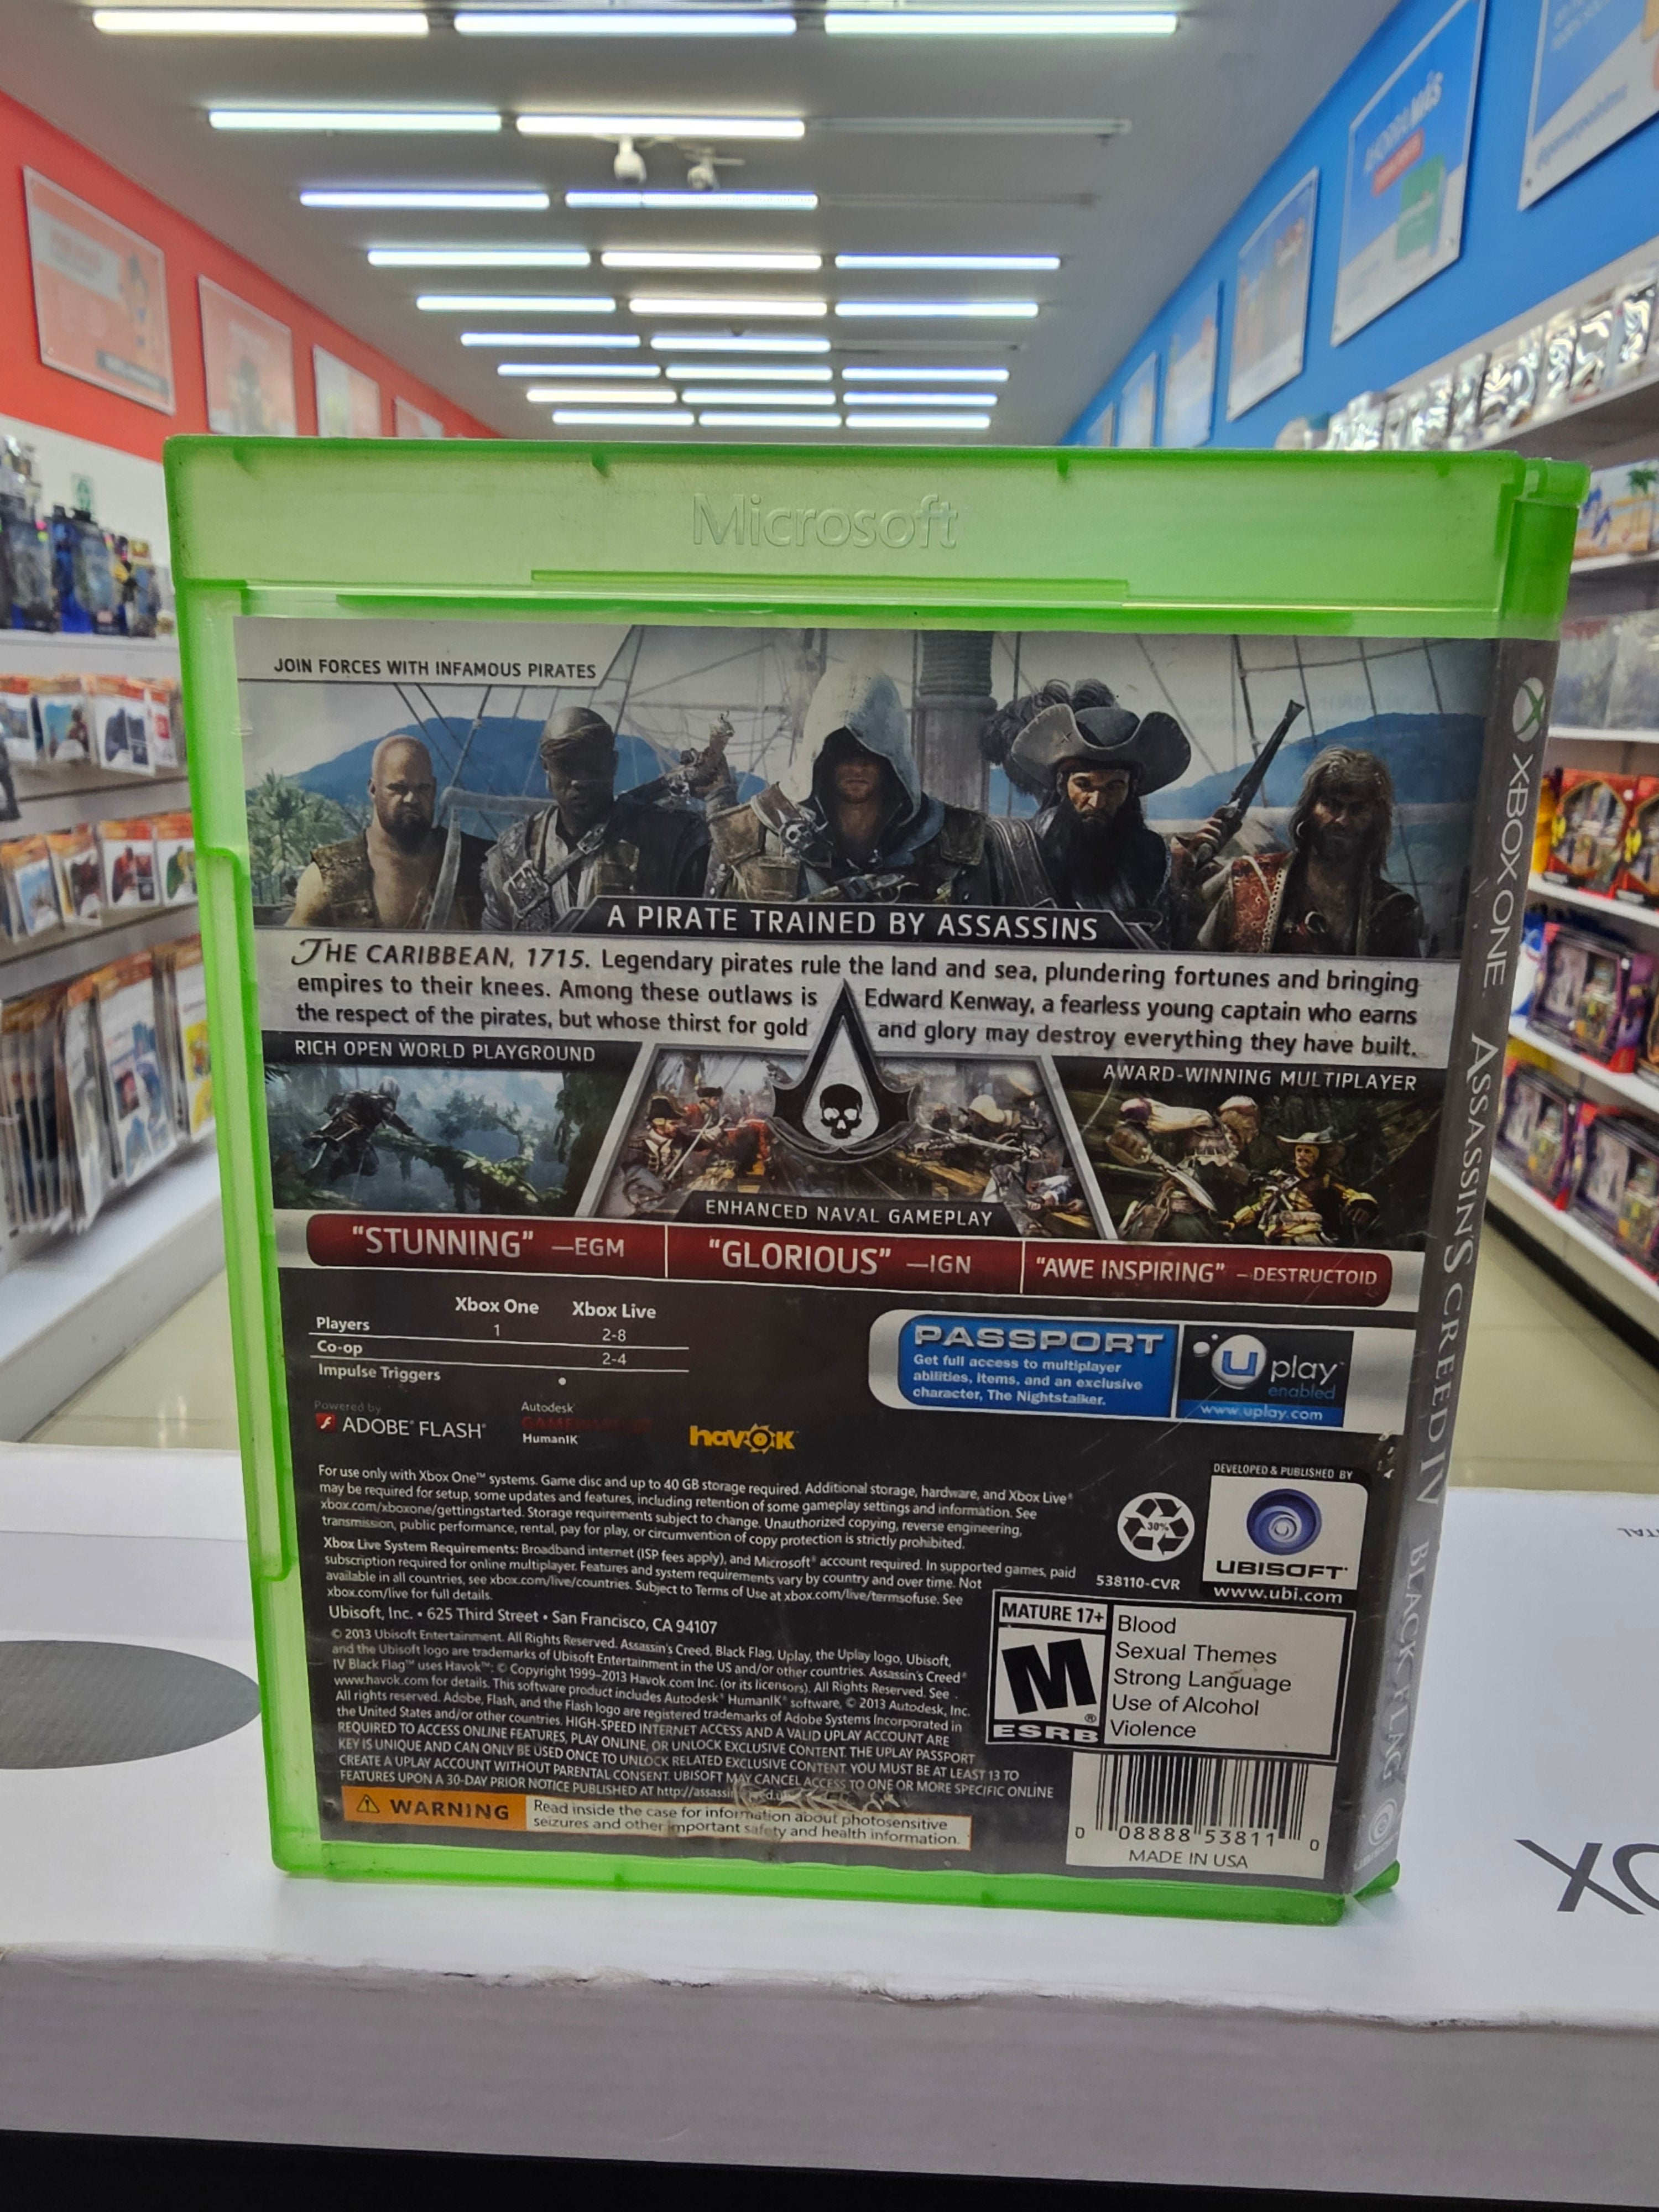 Microsoft
JOIN FORCES WITH INFAMOUS PIRATES
A PIRATE TRAINED BY ASSASSINS
THE CARIBBEAN, 1715. Legendary pirates rule the land and sea, plundering fortunes and bringing
empires to their knees. Among these outlaws is Edward Kenway, a fearless young captain who earns
the respect of the pirates, but whose thirst for gold and glory may destroy everything they have built.
RICH OPEN WORLD PLAYGROUND
AWARD-WINNING MULTIPLAYER
ENHANCED NAVAL GAMEPLAY
"STUNNING" —EGM
"GLORIOUS" —IGN
"AWE INSPIRING" – DESTRUCTOID
Xbox One Xbox Live
Players 1 2-8
Co-op 2-4
Impulse Triggers •
PASSPORT
Get full access to multiplayer
abilities, items, and an exclusive
character, The Nightstalker.
U play™
enabled
www.uplay.com
Powered by
ADOBE® FLASH®
Autodesk®
HumanIK®
havok
For use only with Xbox One™ systems. Game disc and up to 40 GB storage required. Additional storage, hardware, and Xbox Live®
may be required for setup, some updates and features, including retention of some gameplay settings and information. See
xbox.com/xboxone/gettingstarted. Storage requirements subject to change. Unauthorized copying, reverse engineering,
transmission, public performance, rental, pay for play, or circumvention of copy protection is strictly prohibited.
Xbox Live System Requirements: Broadband internet (ISP fees apply), and Microsoft® account required. In supported games, paid
subscription required for online multiplayer. Features and system requirements vary by country and over time. Not
available in all countries, see xbox.com/live/countries. Subject to Terms of Use at xbox.com/live/termsofuse. See
xbox.com/live for full details.
Ubisoft, Inc. • 625 Third Street • San Francisco, CA 94107
© 2013 Ubisoft Entertainment. All Rights Reserved. Assassin's Creed, Black Flag, Uplay, the Uplay logo, Ubisoft,
and the Ubisoft logo are trademarks of Ubisoft Entertainment in the US and/or other countries. Assassin's Creed®
IV Black Flag™ uses Havok™: © Copyright 1999–2013 Havok.com Inc. (or its licensors). All Rights Reserved. See
www.havok.com for details. This software product includes Autodesk® HumanIK® software, © 2013 Autodesk, Inc.
All rights reserved. Adobe, Flash, and the Flash logo are registered trademarks of Adobe Systems Incorporated in
the United States and/or other countries. HIGH-SPEED INTERNET ACCESS AND A VALID UPLAY ACCOUNT ARE
REQUIRED TO ACCESS ONLINE FEATURES, PLAY ONLINE, OR UNLOCK EXCLUSIVE CONTENT. THE UPLAY PASSPORT
KEY IS UNIQUE AND CAN ONLY BE USED ONCE TO UNLOCK RELATED EXCLUSIVE CONTENT. YOU MUST BE AT LEAST 13 TO
CREATE A UPLAY ACCOUNT WITHOUT PARENTAL CONSENT. UBISOFT MAY CANCEL ACCESS TO ONE OR MORE SPECIFIC ONLINE
FEATURES UPON A 30-DAY PRIOR NOTICE PUBLISHED AT
WARNING
Read inside the case for information about photosensitive
seizures and other important safety and health information.
30%
538110-CVR
DEVELOPED & PUBLISHED BY
UBISOFT®
www.ubi.com
MATURE 17+
M
ESRB
Blood
Sexual Themes
Strong Language
Use of Alcohol
Violence
0 08888 53811 0
MADE IN USA
XBOX ONE
ASSASSIN'S CREED IV BLACK FLAG